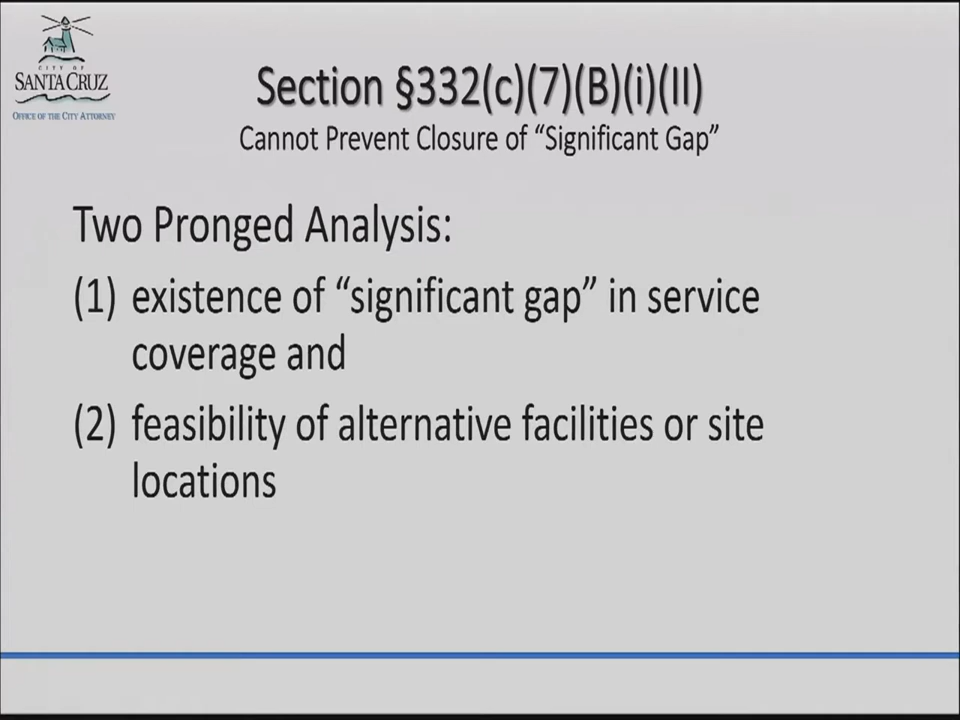 CITY OF
SANTA CRUZ
OFFICE OF THE CITY ATTORNEY
Section §332(c)(7)(B)(i)(II)
Cannot Prevent Closure of “Significant Gap”
Two Pronged Analysis:
(1) existence of “significant gap” in service
coverage and
(2) feasibility of alternative facilities or site
locations